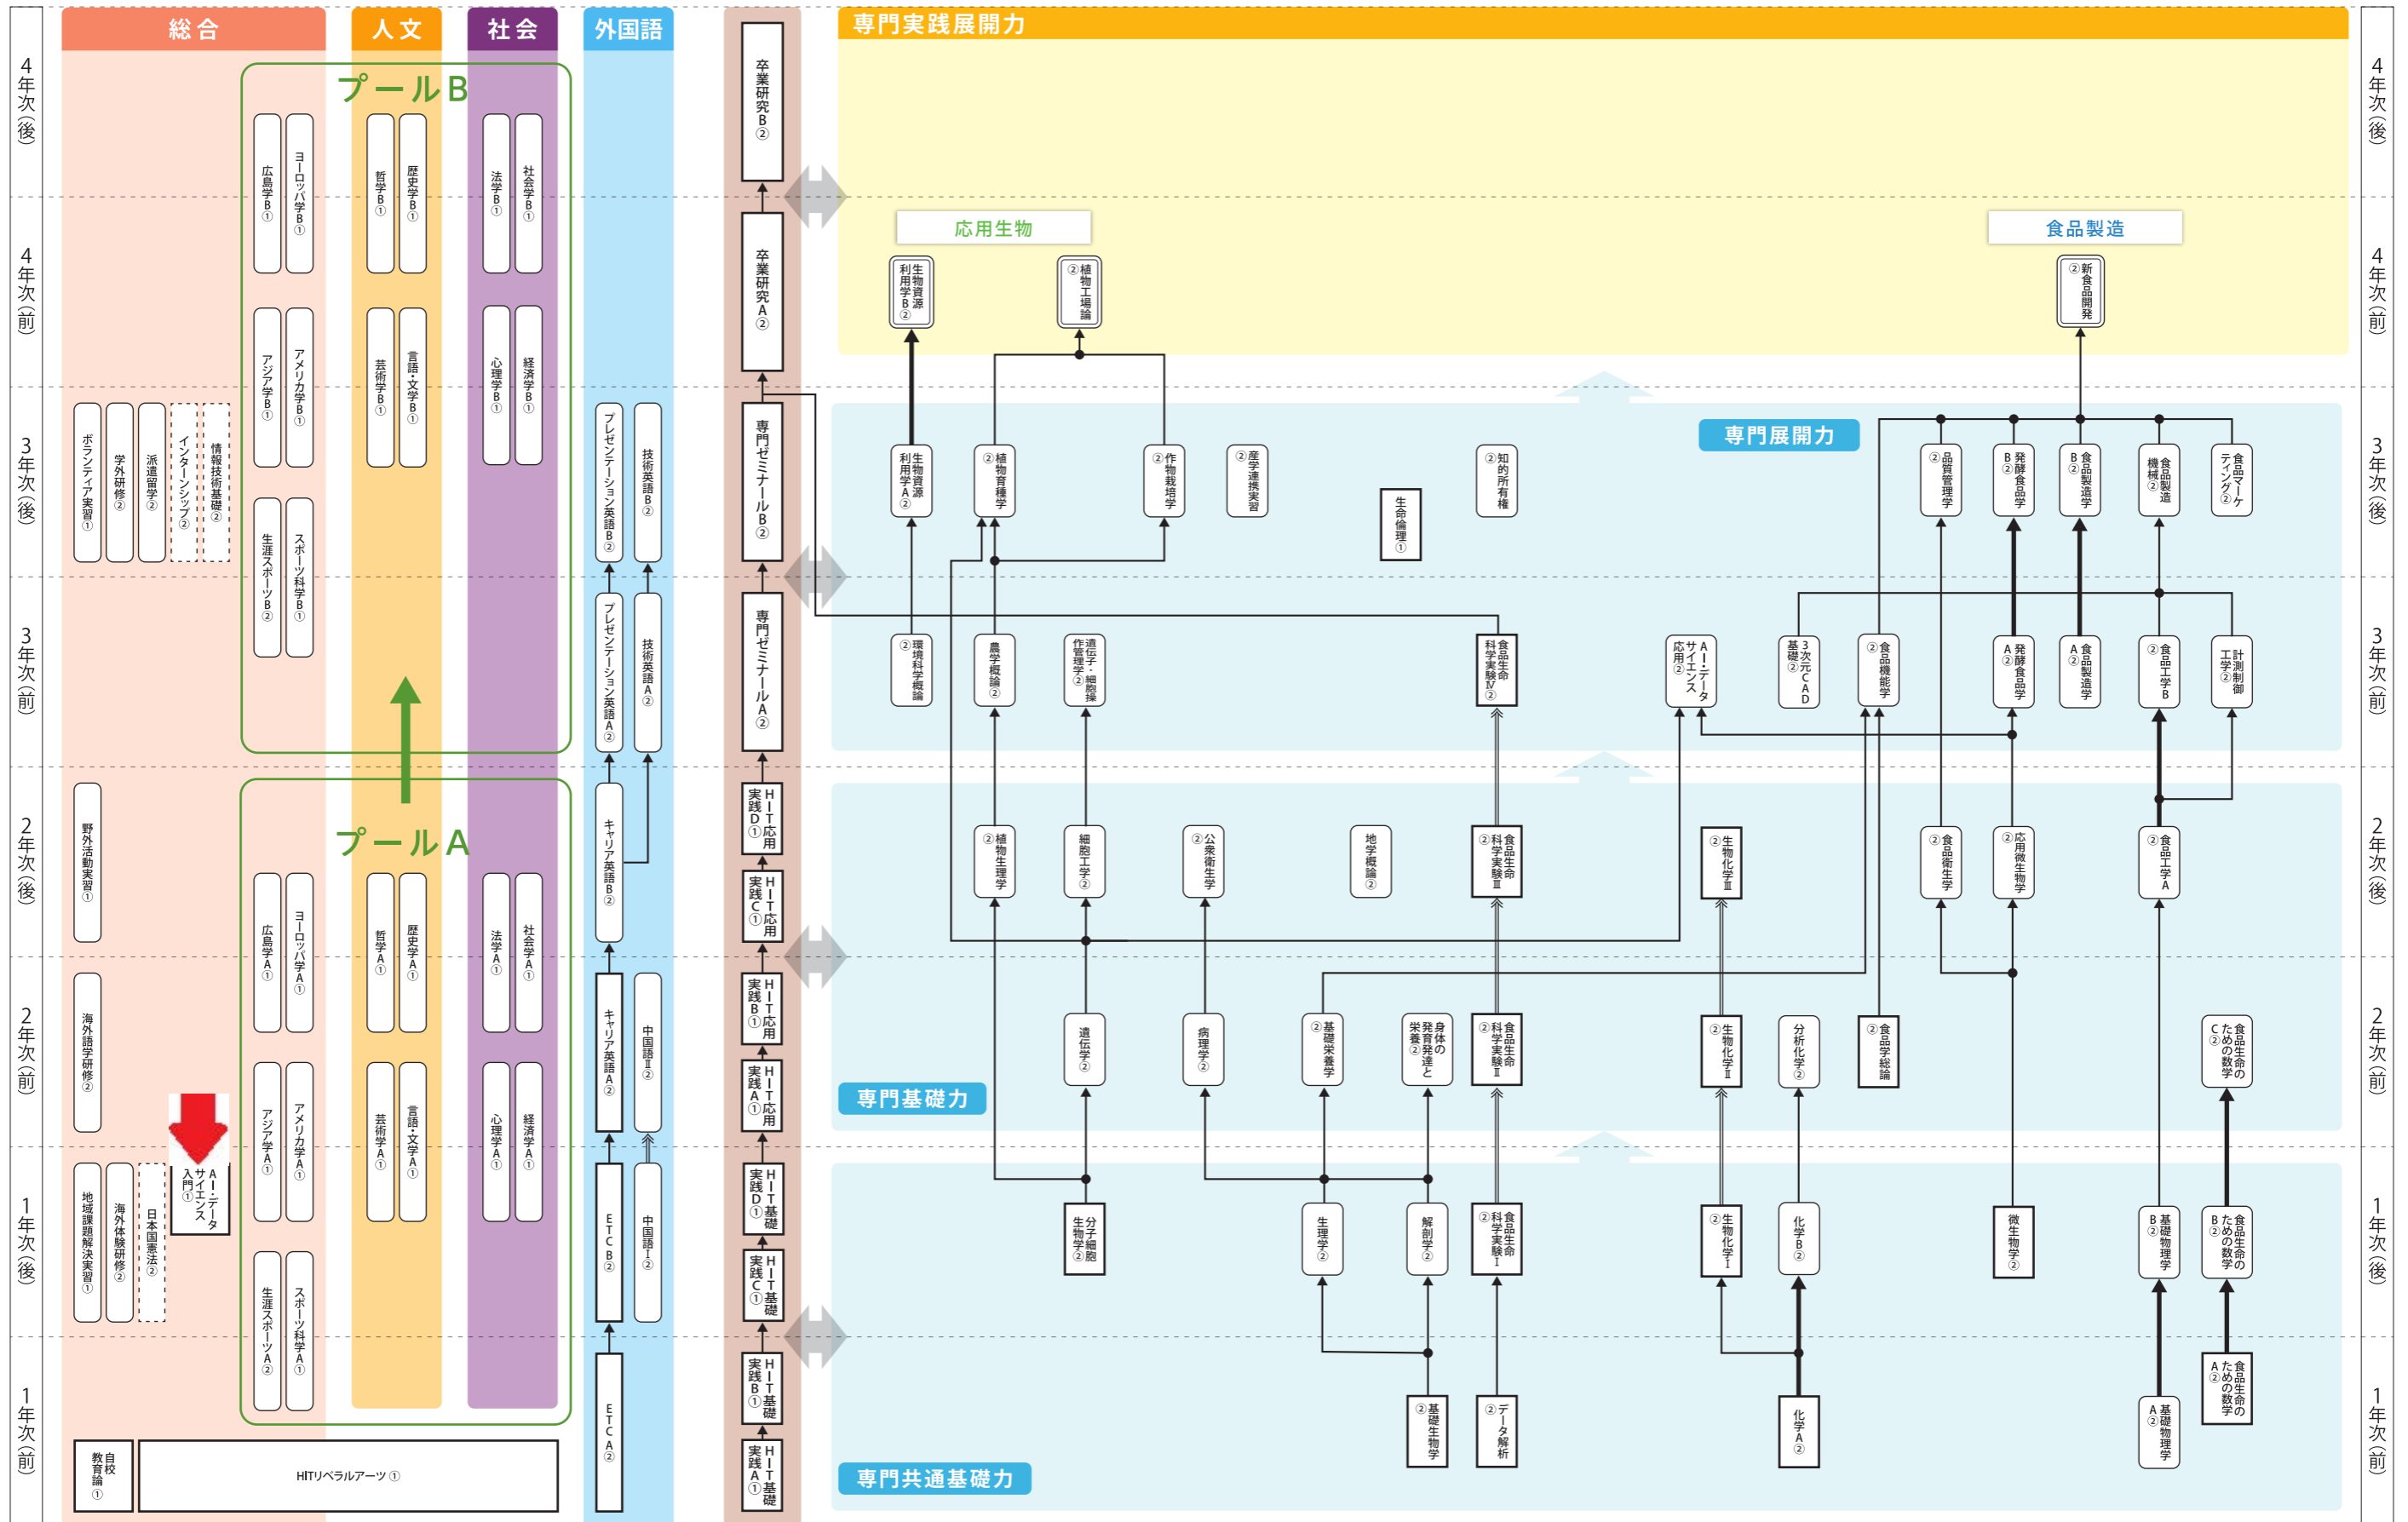 総合
人文
社会
外国語
専門実践展開力
4年次(後)
4年次(前)
3年次(後)
3年次(前)
2年次(後)
2年次(前)
1年次(後)
1年次(前)
プールB
広島学B①
ヨーロッパ学B①
哲学B①
歴史学B①
法学B①
社会学B①
アジア学B①
アメリカ学B①
芸術学B①
言語・文学B①
心理学B①
経済学B①
生涯スポーツB②
スポーツ科学B①
ボランティア実習①
学外研修②
派遣留学②
インターンシップ②
情報技術基礎②
プールA
野外活動実習①
海外語学研修②
広島学A①
ヨーロッパ学A①
哲学A①
歴史学A①
法学A①
社会学A①
アジア学A①
アメリカ学A①
芸術学A①
言語・文学A①
心理学A①
経済学A①
生涯スポーツA②
スポーツ科学A①
地域課題解決実習①
海外体験研修②
日本国憲法②
AI・データ
サイエンス
入門①
自校
教育論①
HITリベラルアーツ ①
プレゼンテーション英語B②
技術英語B②
プレゼンテーション英語A②
技術英語A②
キャリア英語B②
キャリア英語A②
中国語Ⅱ②
ETC B②
中国語Ⅰ②
ETC A②
卒業研究B②
卒業研究A②
専門ゼミナールB②
専門ゼミナールA②
HIT応用
実践D①
HIT応用
実践C①
HIT応用
実践B①
HIT応用
実践A①
HIT基礎
実践D①
HIT基礎
実践C①
HIT基礎
実践B①
HIT基礎
実践A①
応用生物
食品製造
生物資源
利用学B②
植物工場論
②
新食品開発
②
専門展開力
生物資源
利用学A②
植物育種学
②
作物栽培学
②
産学連携実習
②
生命倫理①
知的所有権
②
品質管理学
②
発酵食品学
B②
食品製造学
B②
食品製造
機械②
食品マーケ
ティング②
環境科学概論
②
農学概論②
遺伝子・細胞操
作管理学②
食品生命
科学実験Ⅳ②
AI・データ
サイエンス
応用②
3次元CAD
基礎②
食品機能学
②
発酵食品学
A②
食品製造学
A②
食品工学B
②
計測制御
工学②
植物生理学
②
細胞工学②
公衆衛生学
②
地学概論②
食品生命
科学実験Ⅲ
②
生物化学Ⅲ
②
食品衛生学
②
応用微生物学
②
食品工学A
②
専門基礎力
遺伝学②
病理学②
基礎栄養学
②
身体の
発育発達と
栄養②
食品生命
科学実験Ⅱ
②
生物化学Ⅱ
②
分析化学②
食品学総論
②
食品生命の
ための数学
C②
分子細胞
生物学②
生理学②
解剖学②
食品生命
科学実験Ⅰ
②
生物化学Ⅰ
②
化学B②
微生物学②
基礎物理学
B②
食品生命の
ための数学
B②
専門共通基礎力
基礎生物学
②
データ解析
②
化学A②
基礎物理学
A②
食品生命の
ための数学
A②
4年次(後)
4年次(前)
3年次(後)
3年次(前)
2年次(後)
2年次(前)
1年次(後)
1年次(前)